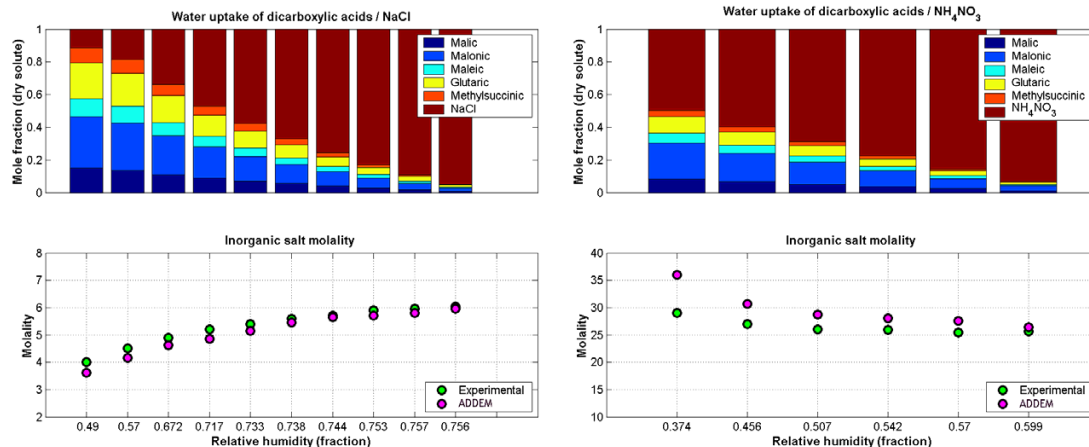 Water uptake of dicarboxylic acids / NaCl
Mole fraction (dry solute)
1
0.8
0.6
0.4
0.2
0
Malic
Malonic
Maleic
Glutaric
Methylsuccinic
NaCl
Water uptake of dicarboxylic acids / NH₄NO₃
Mole fraction (dry solute)
1
0.8
0.6
0.4
0.2
0
Malic
Malonic
Maleic
Glutaric
Methylsuccinic
NH₄NO₃
Inorganic salt molality
Molality
8
7
6
5
4
3
2
Experimental
ADDEM
0.49 0.57 0.672 0.717 0.733 0.738 0.744 0.753 0.757 0.756
Relative humidity (fraction)
Inorganic salt molality
Molality
40
35
30
25
20
15
10
Experimental
ADDEM
0.374 0.456 0.507 0.542 0.57 0.599
Relative humidity (fraction)